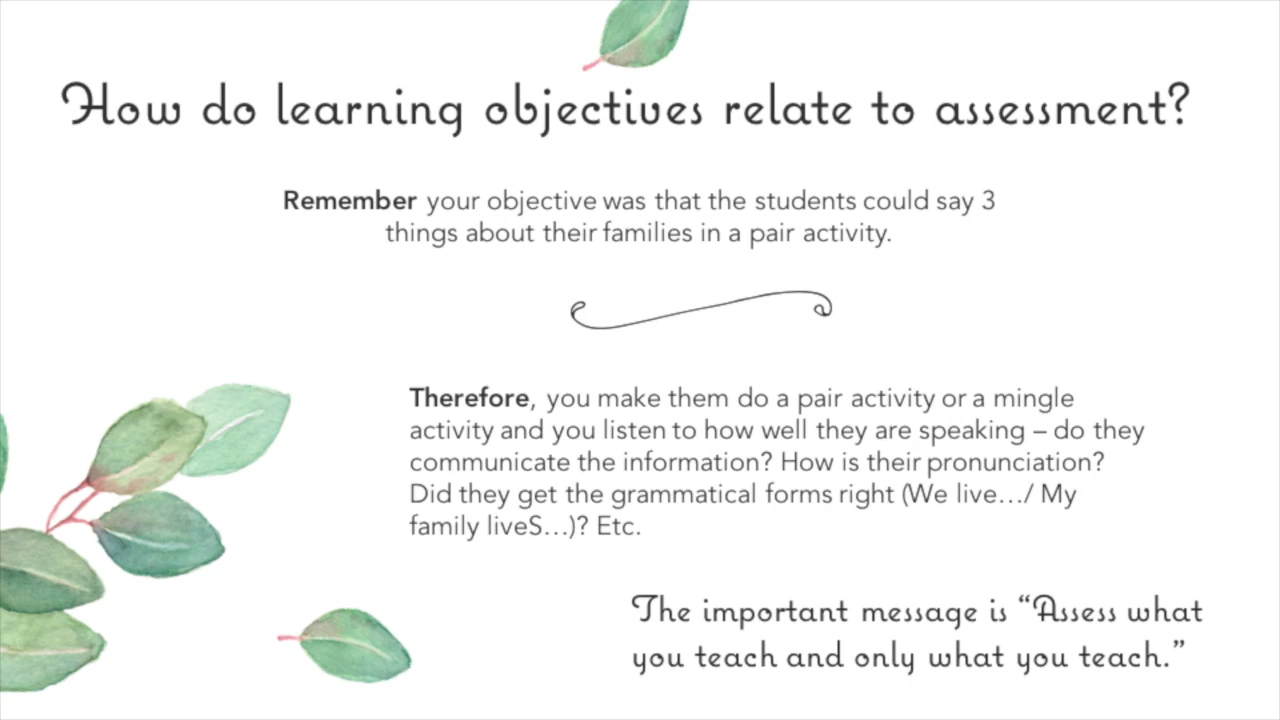 How do learning objectives relate to assessment?
Remember your objective was that the students could say 3
things about their families in a pair activity.
Therefore, you make them do a pair activity or a mingle
activity and you listen to how well they are speaking – do they
communicate the information? How is their pronunciation?
Did they get the grammatical forms right (We live…/ My
family liveS…)? Etc.
The important message is “Assess what
you teach and only what you teach.”